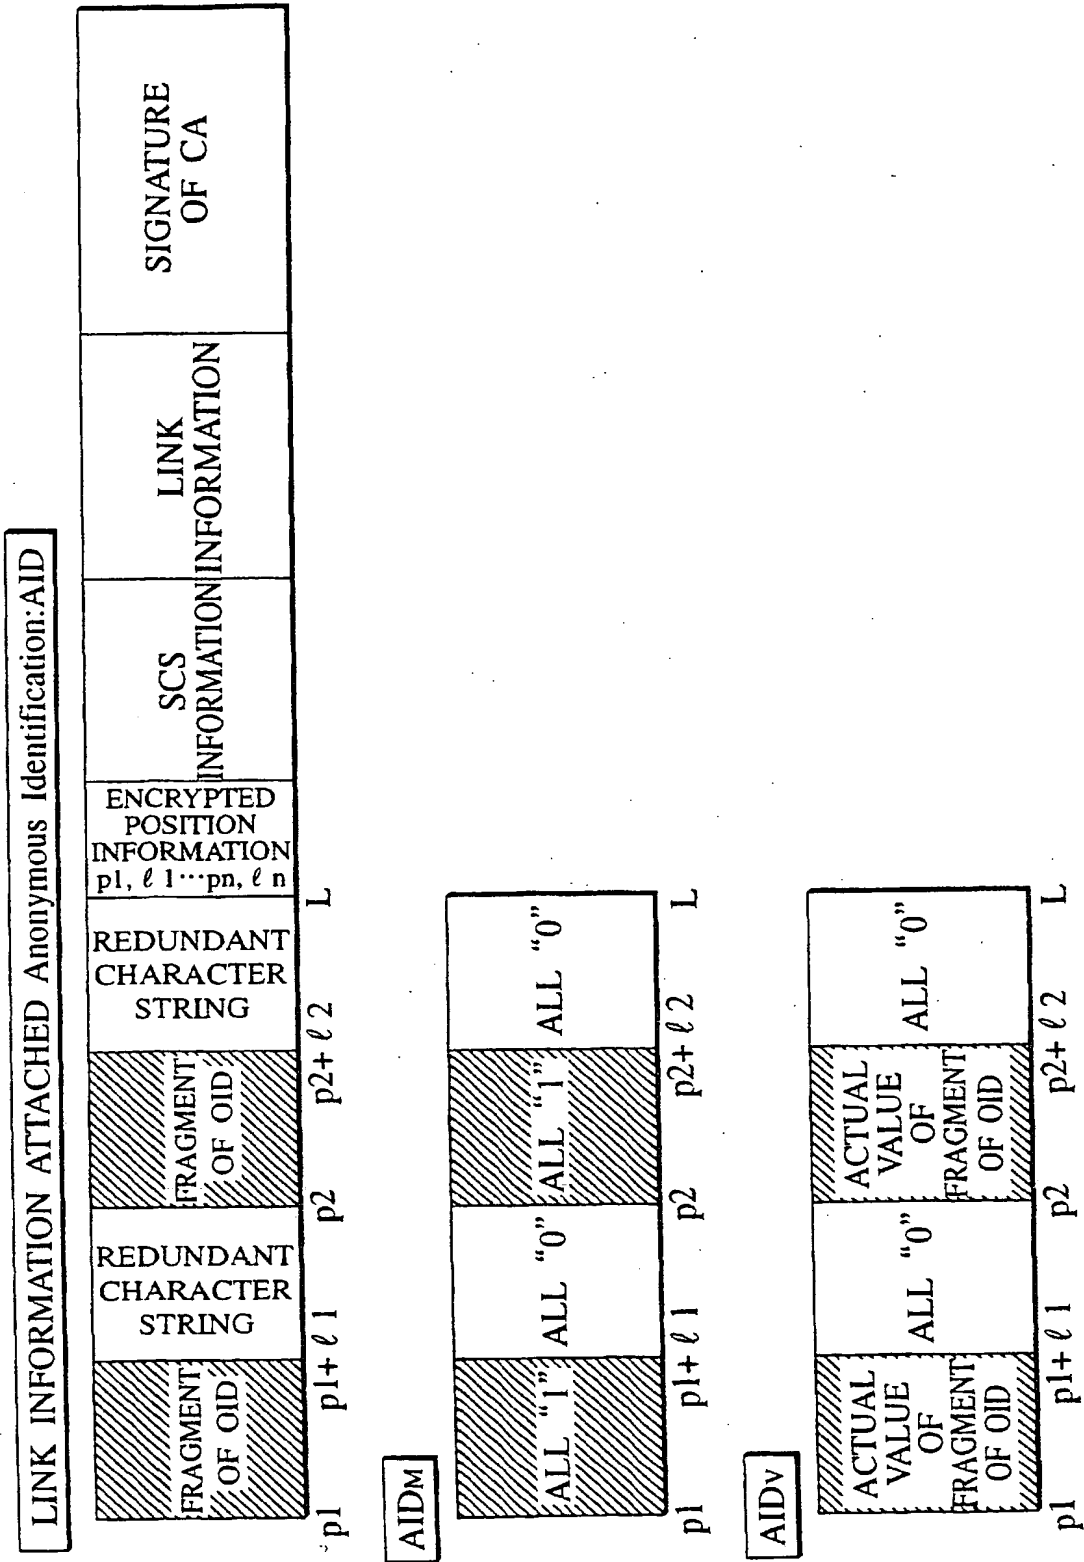 LINK INFORMATION ATTACHED Anonymous Identification:AID
FRAGMENT
OF OID
REDUNDANT
CHARACTER
STRING
FRAGMENT
OF OID
REDUNDANT
CHARACTER
STRING
ENCRYPTED
POSITION
INFORMATION
p1, ℓ 1···pn, ℓ n
SCS
INFORMATION
LINK
INFORMATION
SIGNATURE
OF CA
p1 p1+ ℓ 1 p2 p2+ ℓ 2 L
AIDM
ALL “1” ALL “0” ALL “1” ALL “0”
p1 p1+ ℓ 1 p2 p2+ ℓ 2 L
AIDV
ACTUAL
VALUE
OF
FRAGMENT
OF OID
ALL “0”
ACTUAL
VALUE
OF
FRAGMENT
OF OID
ALL “0”
p1 p1+ ℓ 1 p2 p2+ ℓ 2 L